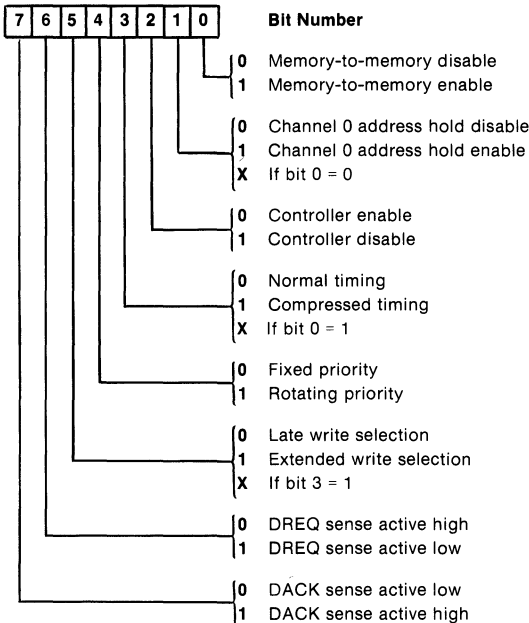 7 6 5 4 3 2 1 0 Bit Number
0 Memory-to-memory disable
1 Memory-to-memory enable
0 Channel 0 address hold disable
1 Channel 0 address hold enable
X If bit 0 = 0
0 Controller enable
1 Controller disable
0 Normal timing
1 Compressed timing
X If bit 0 = 1
0 Fixed priority
1 Rotating priority
0 Late write selection
1 Extended write selection
X If bit 3 = 1
0 DREQ sense active high
1 DREQ sense active low
0 DACK sense active low
1 DACK sense active high